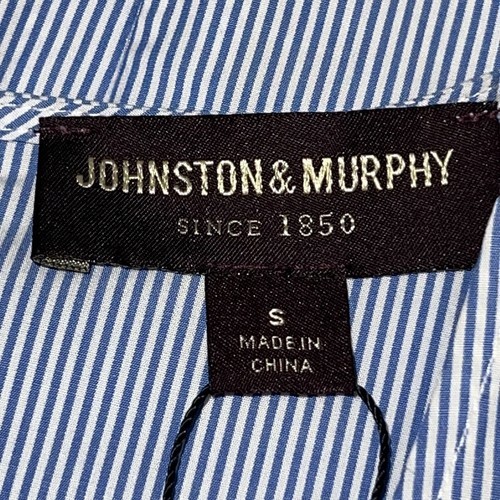 JOHNSTON & MURPHY
SINCE 1850
S
MADE IN
CHINA